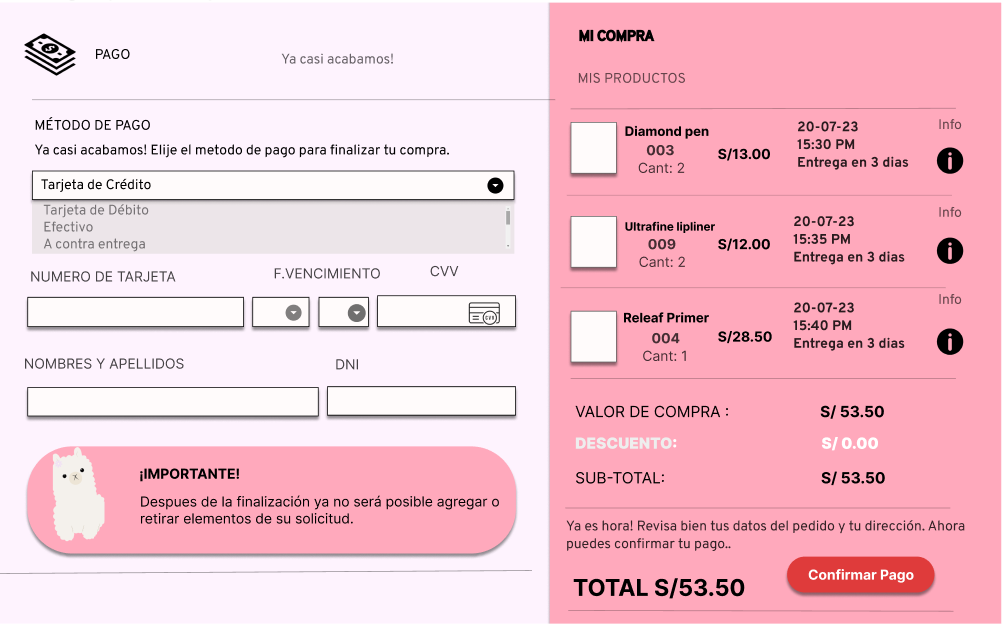 PAGO
Ya casi acabamos!
MÉTODO DE PAGO
Ya casi acabamos! Elije el metodo de pago para finalizar tu compra.
Tarjeta de Crédito
Tarjeta de Débito
Efectivo
A contra entrega
NUMERO DE TARJETA
F.VENCIMIENTO
CVV
NOMBRES Y APELLIDOS
DNI
¡IMPORTANTE!
Despues de la finalización ya no será posible agregar o
retirar elementos de su solicitud.
MI COMPRA
MIS PRODUCTOS
Diamond pen
003
Cant: 2
S/13.00
20-07-23
15:30 PM
Entrega en 3 dias
Info
Ultrafine lipliner
009
Cant: 2
S/12.00
20-07-23
15:35 PM
Entrega en 3 dias
Info
Releaf Primer
004
Cant: 1
S/28.50
20-07-23
15:40 PM
Entrega en 3 dias
Info
VALOR DE COMPRA :
S/ 53.50
DESCUENTO:
S/ 0.00
SUB-TOTAL:
S/ 53.50
Ya es hora! Revisa bien tus datos del pedido y tu dirección. Ahora
puedes confirmar tu pago..
TOTAL S/53.50
Confirmar Pago